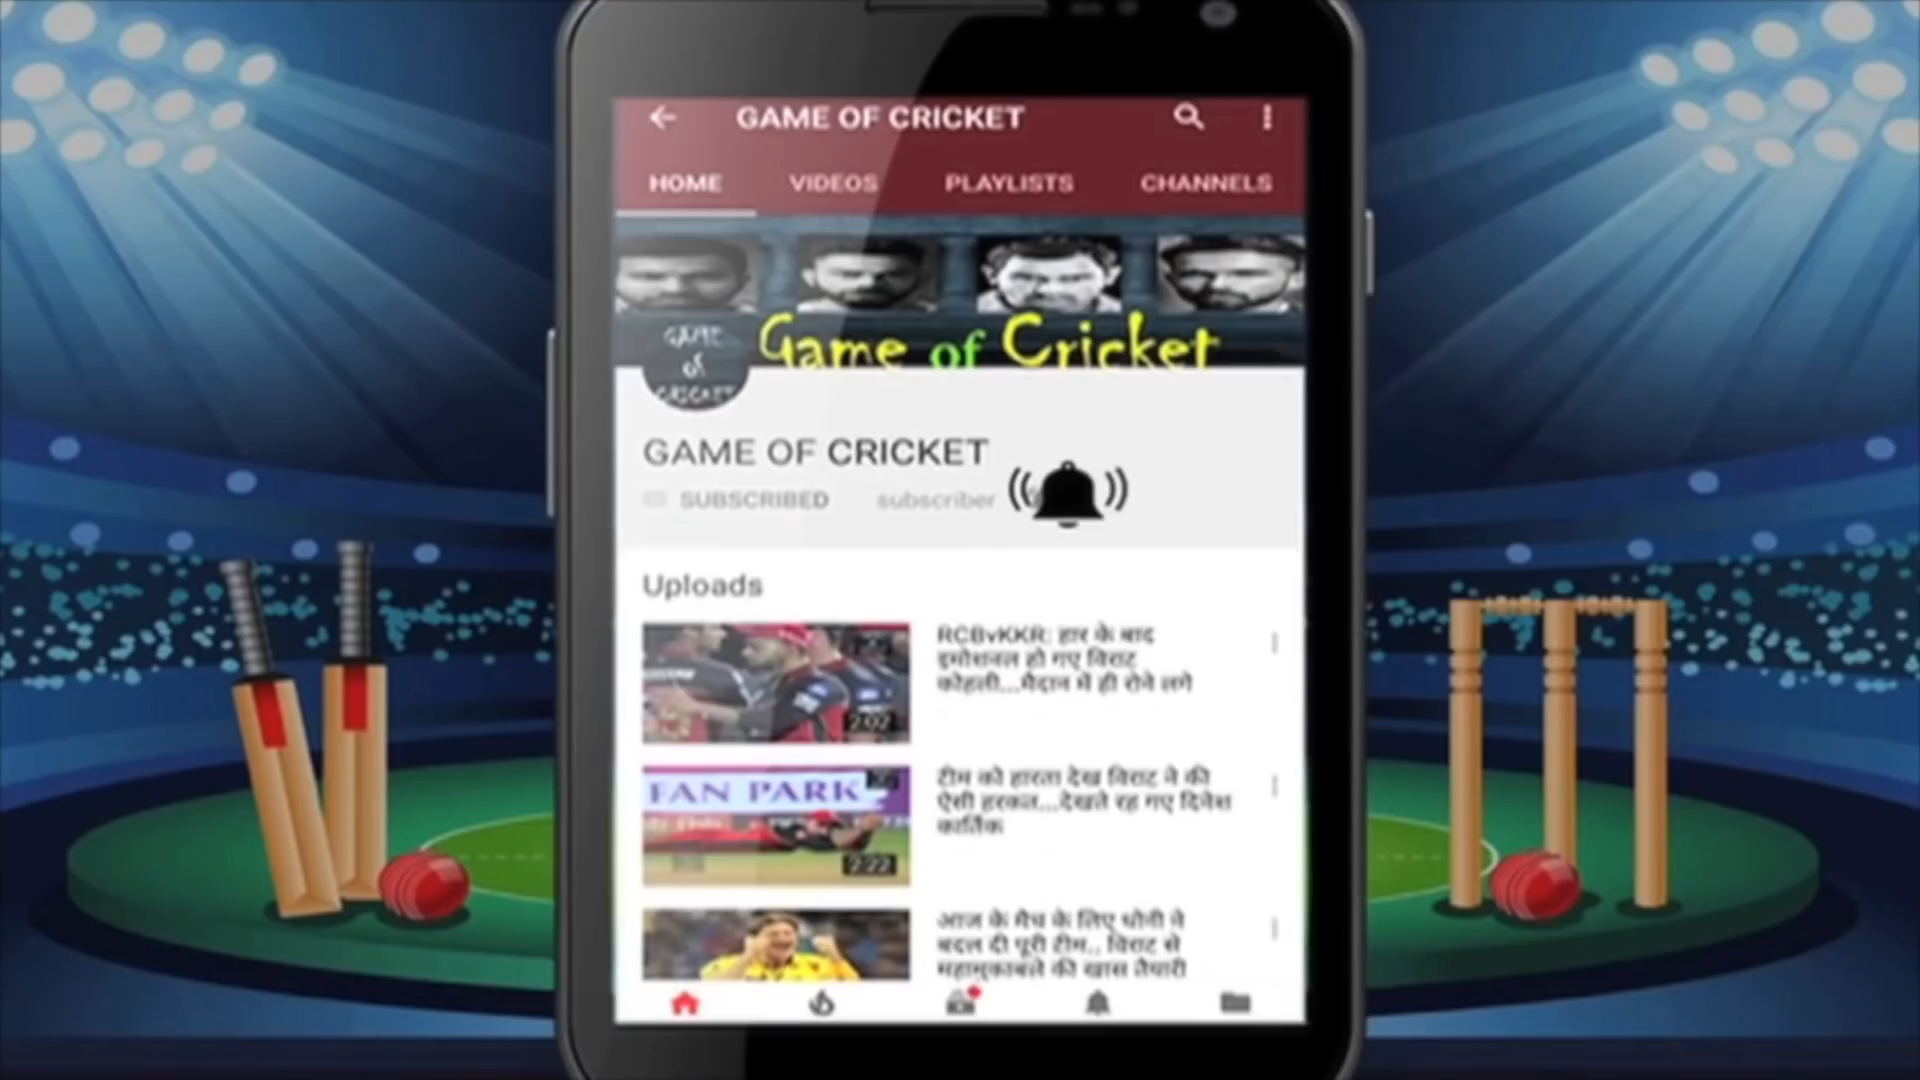 GAME OF CRICKET
HOME VIDEOS PLAYLISTS CHANNELS
Game of Cricket
GAME
of
CRICKET
GAME OF CRICKET
SUBSCRIBED subscriber
Uploads
RCBvKKR: हार के बाद
इमोशनल हो गए विराट
कोहली...मैदान में ही रोने लगे
2:02
टीम को हारता देख विराट ने की
ऐसी हरकत...देखते रह गए दिनेश
कार्तिक
FAN PARK
2:22
आज के मैच के लिए धोनी ने
बदल दी पूरी टीम.. विराट से
महामुकाबले की खास तैयारी